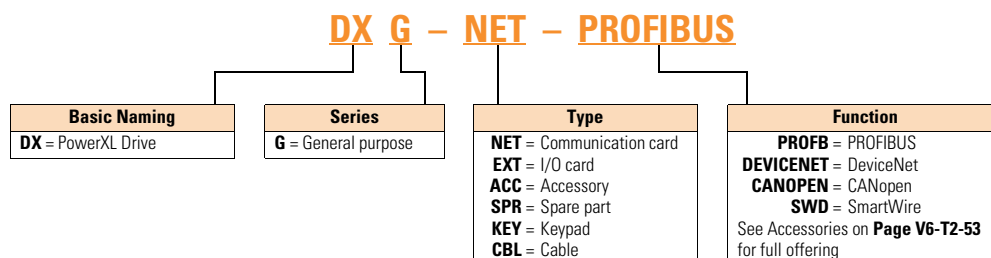 DX G – NET – PROFIBUS
Basic Naming
DX = PowerXL Drive
Series
G = General purpose
Type
NET = Communication card
EXT = I/O card
ACC = Accessory
SPR = Spare part
KEY = Keypad
CBL = Cable
Function
PROFB = PROFIBUS
DEVICENET = DeviceNet
CANOPEN = CANopen
SWD = SmartWire
See Accessories on Page V6-T2-53
for full offering